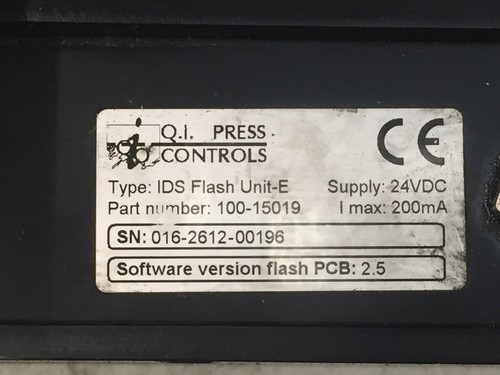 Q.I. PRESS
CONTROLS
CE
Type: IDS Flash Unit-E Supply: 24VDC
Part number: 100-15019 I max: 200mA
SN: 016-2612-00196
Software version flash PCB: 2.5